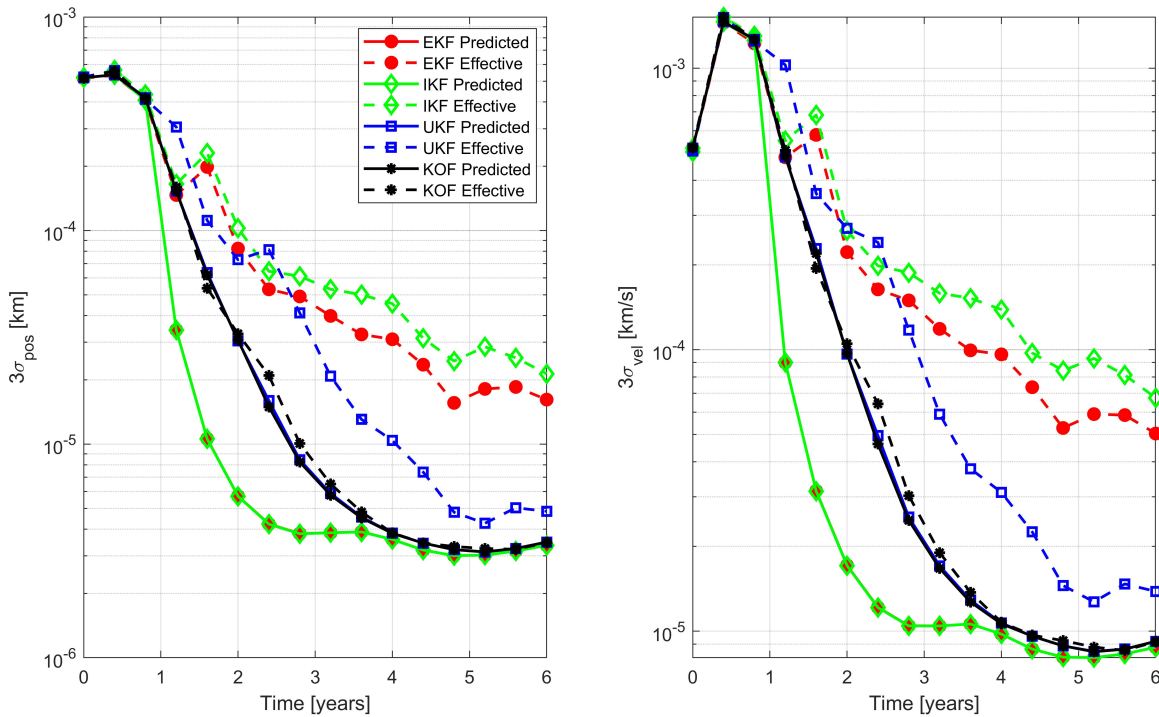 10^-3
10^-4
10^-5
10^-6
3σ_pos [km]
0 1 2 3 4 5 6
Time [years]
EKF Predicted
EKF Effective
IKF Predicted
IKF Effective
UKF Predicted
UKF Effective
KOF Predicted
KOF Effective
10^-3
10^-4
10^-5
3σ_vel [km/s]
0 1 2 3 4 5 6
Time [years]